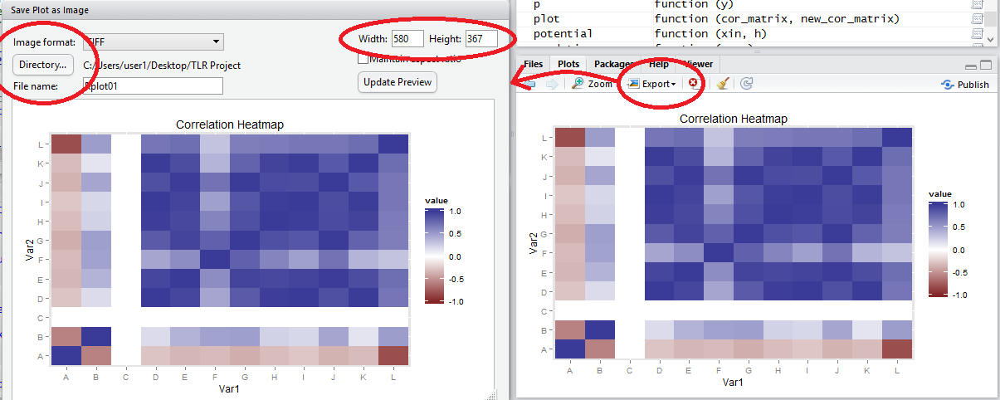 Save Plot as Image
Image format: TIFF
Width: 580 Height: 367
Directory... C:/Users/user1/Desktop/TLR Project
Maintain aspect ratio
File name: Rplot01
Update Preview
Correlation Heatmap
L
K
J
I
H
G
F
E
D
C
B
A
Var2
A B C D E F G H I J K L
Var1
value
1.0
0.5
0.0
-0.5
-1.0
p function (y)
plot function (cor_matrix, new_cor_matrix)
potential function (xin, h)
Files Plots Packages Help Viewer
Zoom Export Publish
Correlation Heatmap
L
K
J
I
H
G
F
E
D
C
B
A
Var2
A B C D E F G H I J K L
Var1
value
1.0
0.5
0.0
-0.5
-1.0